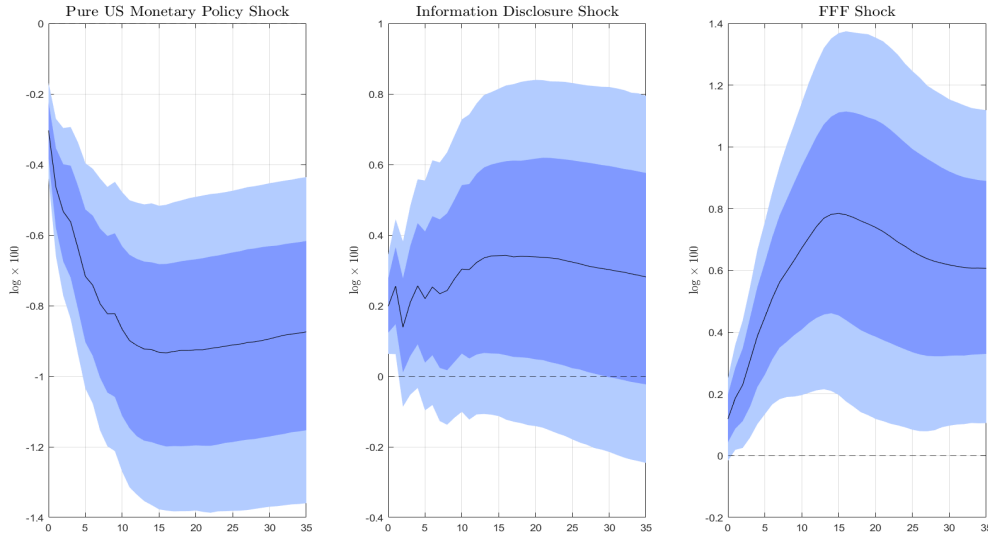 Pure US Monetary Policy Shock
0
-0.2
-0.4
-0.6
-0.8
-1
-1.2
-1.4
log × 100
0 5 10 15 20 25 30 35
Information Disclosure Shock
1
0.8
0.6
0.4
0.2
0
-0.2
-0.4
log × 100
0 5 10 15 20 25 30 35
FFF Shock
1.4
1.2
1
0.8
0.6
0.4
0.2
0
-0.2
log × 100
0 5 10 15 20 25 30 35